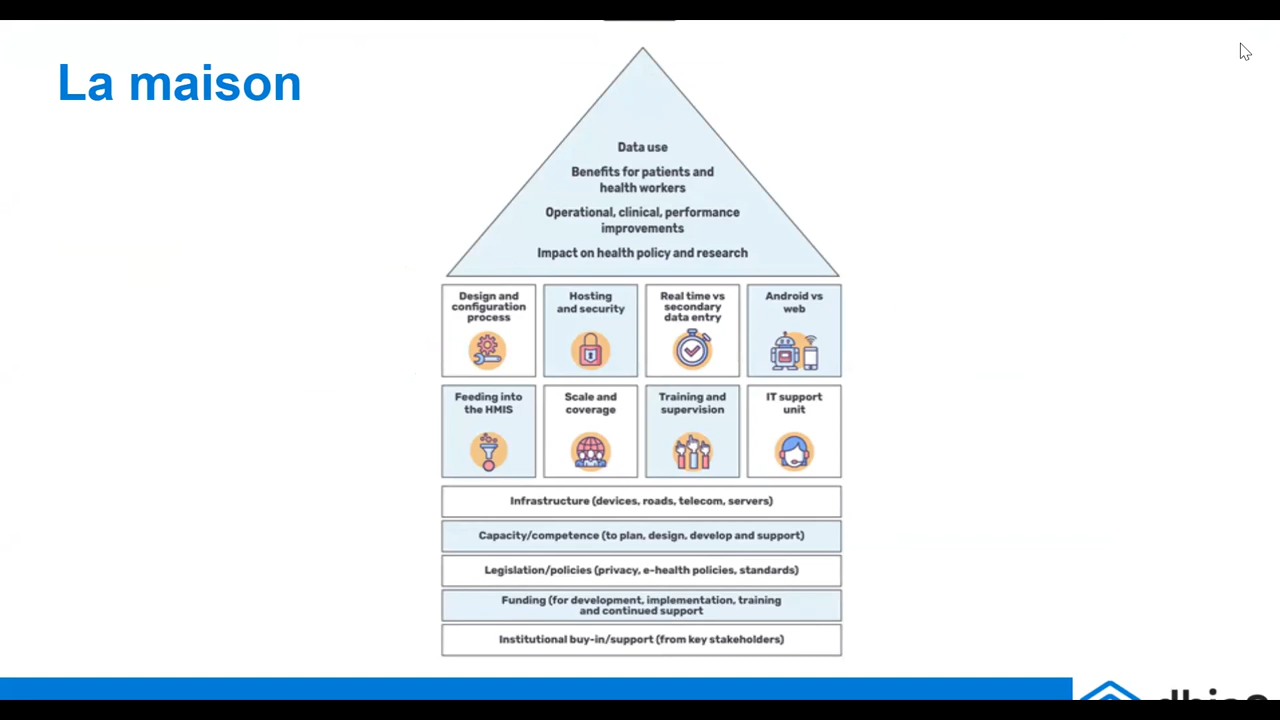 La maison
Data use
Benefits for patients and
health workers
Operational, clinical, performance
improvements
Impact on health policy and research
Design and
configuration
process
Hosting
and security
Real time vs
secondary
data entry
Android vs
web
Feeding into
the HMIS
Scale and
coverage
Training and
supervision
IT support
unit
Infrastructure (devices, roads, telecom, servers)
Capacity/competence (to plan, design, develop and support)
Legislation/policies (privacy, e-health policies, standards)
Funding (for development, implementation, training
and continued support
Institutional buy-in/support (from key stakeholders)